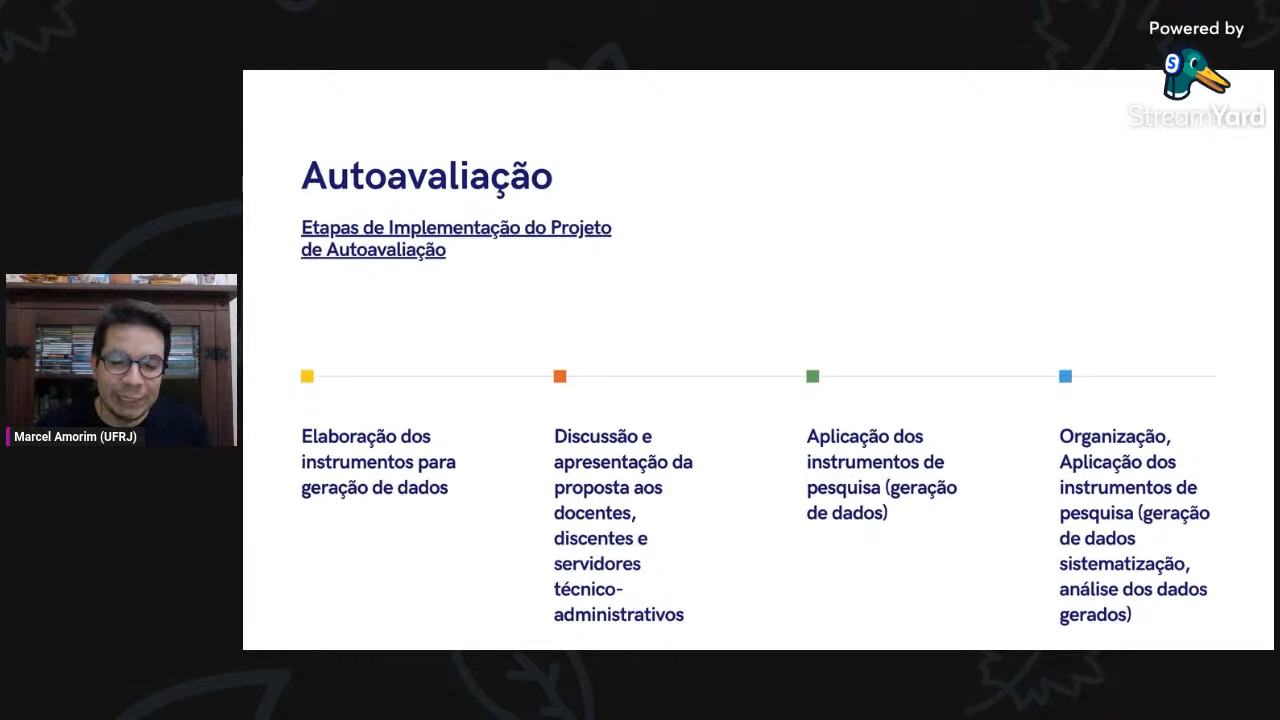 Powered by
StreamYard
Autoavaliação
Etapas de Implementação do Projeto
de Autoavaliação
Elaboração dos
instrumentos para
geração de dados
Discussão e
apresentação da
proposta aos
docentes,
discentes e
servidores
técnico-
administrativos
Aplicação dos
instrumentos de
pesquisa (geração
de dados)
Organização,
Aplicação dos
instrumentos de
pesquisa (geração
de dados
sistematização,
análise dos dados
gerados)
Marcel Amorim (UFRJ)